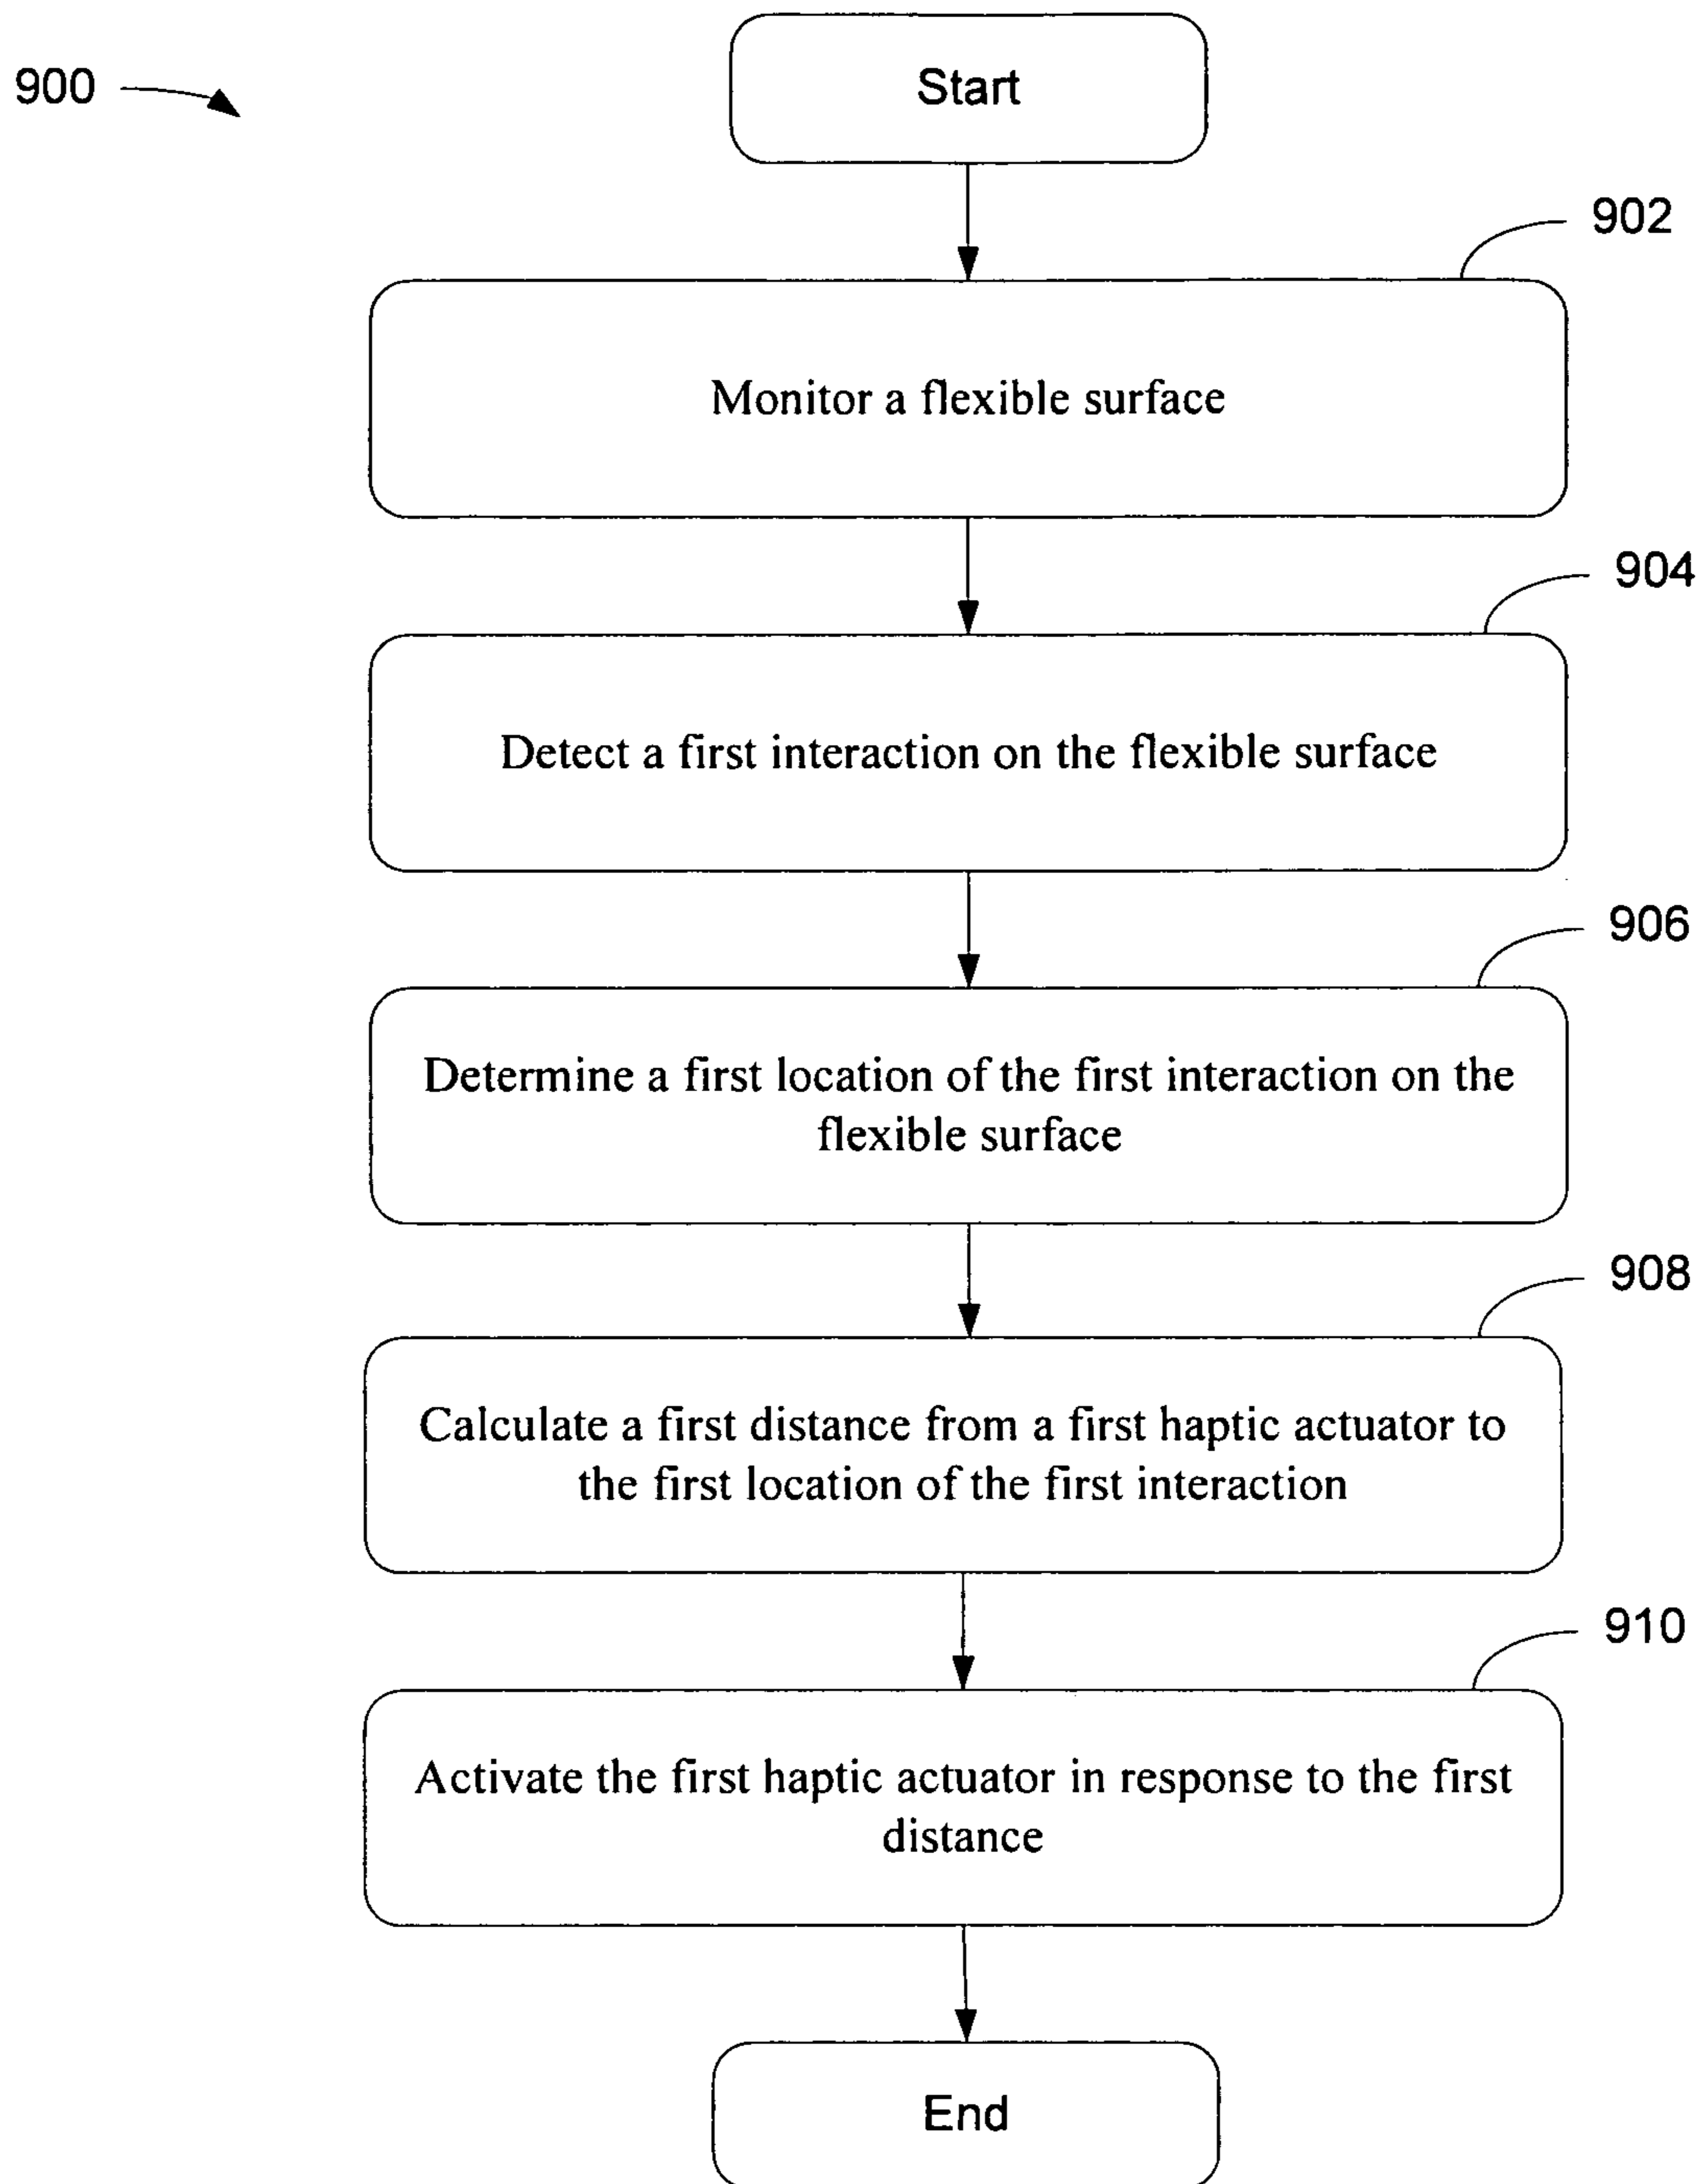 Start
900
902
Monitor a flexible surface
904
Detect a first interaction on the flexible surface
906
Determine a first location of the first interaction on the
flexible surface
908
Calculate a first distance from a first haptic actuator to
the first location of the first interaction
910
Activate the first haptic actuator in response to the first
distance
End